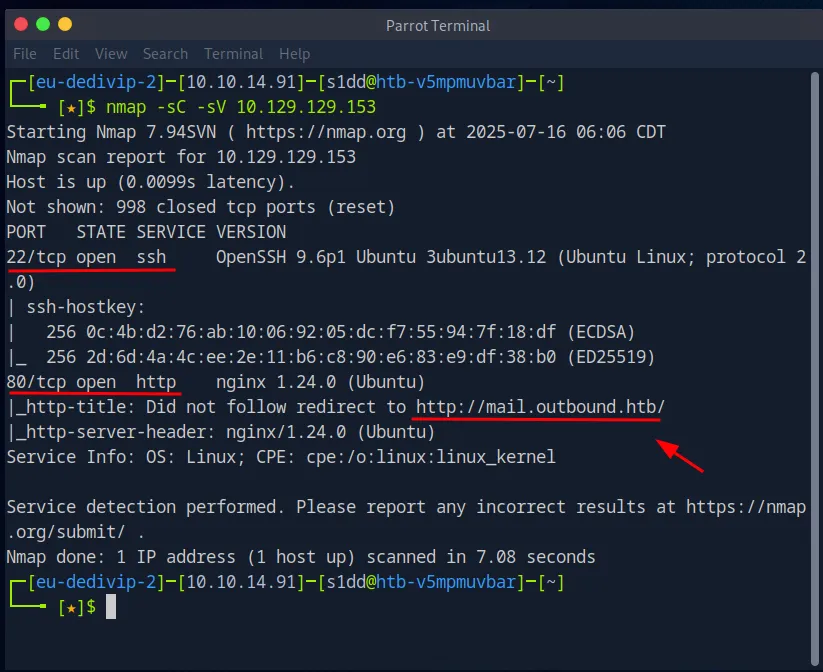 Parrot Terminal
File Edit View Search Terminal Help
┌─[eu-dedivip-2]─[10.10.14.91]─[s1dd@htb-v5mpmuvbar]─[~]
└──╼ [★]$ nmap -sC -sV 10.129.129.153
Starting Nmap 7.94SVN ( https://nmap.org ) at 2025-07-16 06:06 CDT
Nmap scan report for 10.129.129.153
Host is up (0.0099s latency).
Not shown: 998 closed tcp ports (reset)
PORT   STATE SERVICE VERSION
22/tcp open  ssh     OpenSSH 9.6p1 Ubuntu 3ubuntu13.12 (Ubuntu Linux; protocol 2
.0)
| ssh-hostkey:
|   256 0c:4b:d2:76:ab:10:06:92:05:dc:f7:55:94:7f:18:df (ECDSA)
|_  256 2d:6d:4a:4c:ee:2e:11:b6:c8:90:e6:83:e9:df:38:b0 (ED25519)
80/tcp open  http    nginx 1.24.0 (Ubuntu)
|_http-title: Did not follow redirect to http://mail.outbound.htb/
|_http-server-header: nginx/1.24.0 (Ubuntu)
Service Info: OS: Linux; CPE: cpe:/o:linux:linux_kernel
Service detection performed. Please report any incorrect results at https://nmap
.org/submit/ .
Nmap done: 1 IP address (1 host up) scanned in 7.08 seconds
┌─[eu-dedivip-2]─[10.10.14.91]─[s1dd@htb-v5mpmuvbar]─[~]
└──╼ [★]$